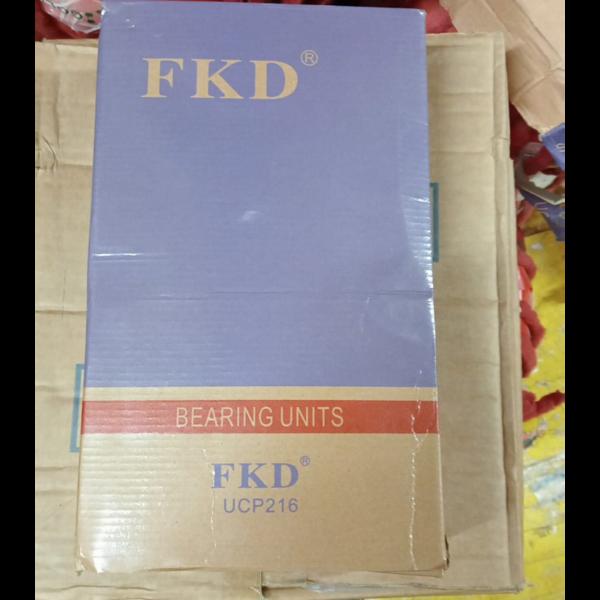 FKD®
BEARING UNITS
FKD®
UCP216